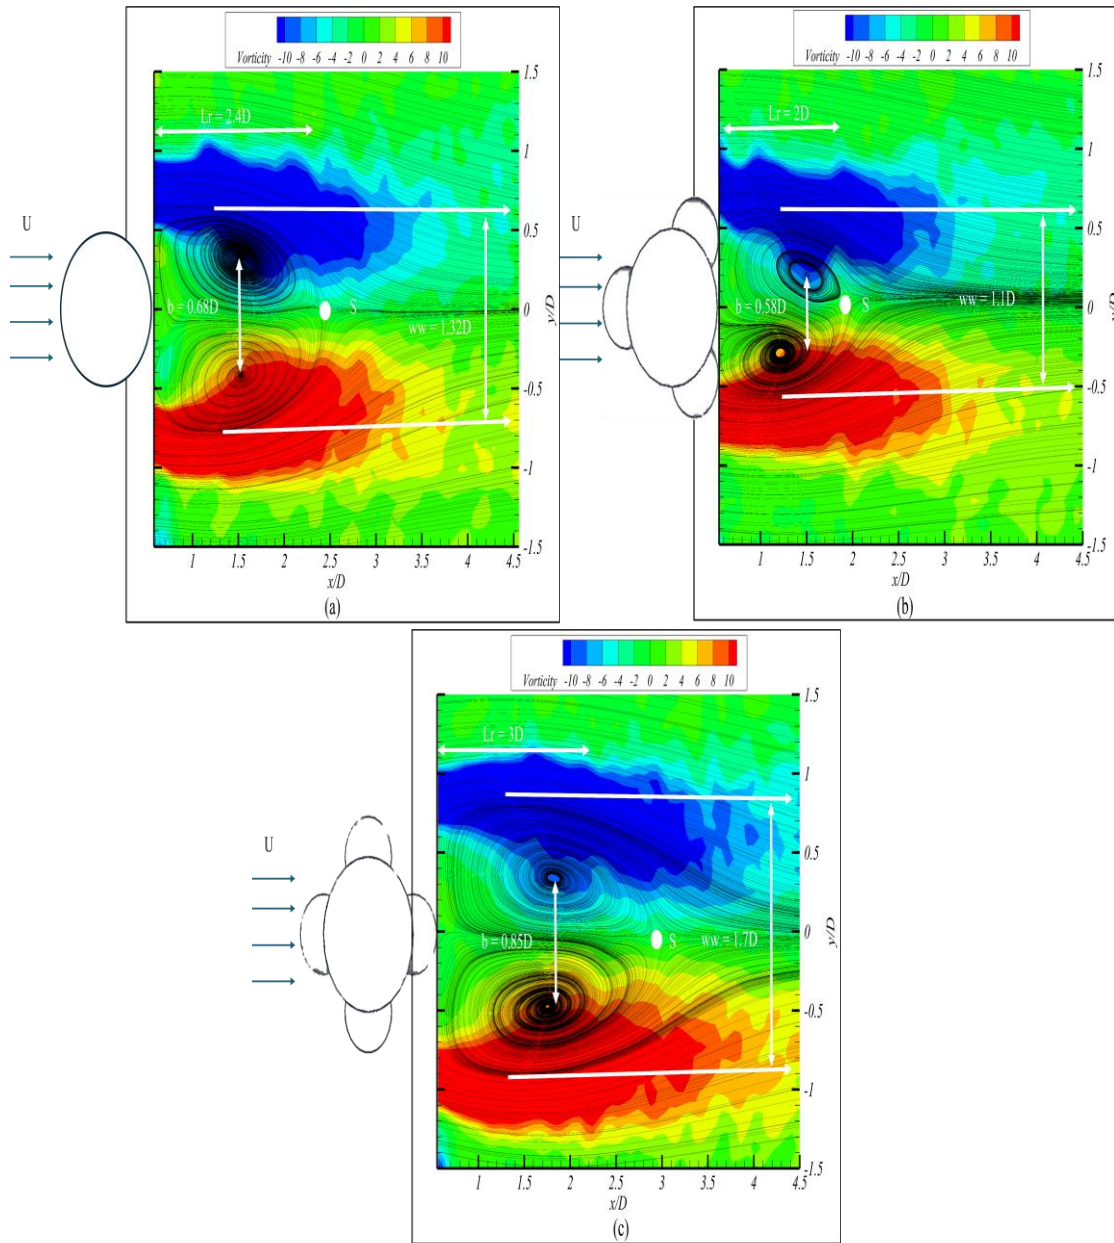 Vorticity -10 -8 -6 -4 -2 0 2 4 6 8 10
1.5
Lr = 2.4D
1
U
0.5
b = 0.68D
S
0
ww = 1.32D
y/D
-0.5
-1
-1.5
1 1.5 2 2.5 3 3.5 4 4.5
x/D
(a)
Vorticity -10 -8 -6 -4 -2 0 2 4 6 8 10
1.5
Lr = 2D
1
U
0.5
b = 0.58D
S
0
ww = 1.1D
y/D
-0.5
-1
-1.5
1 1.5 2 2.5 3 3.5 4 4.5
x/D
(b)
Vorticity -10 -8 -6 -4 -2 0 2 4 6 8 10
1.5
Lr = 3D
1
U
0.5
b = 0.85D
S
0
ww = 1.7D
y/D
-0.5
-1
-1.5
1 1.5 2 2.5 3 3.5 4 4.5
x/D
(c)